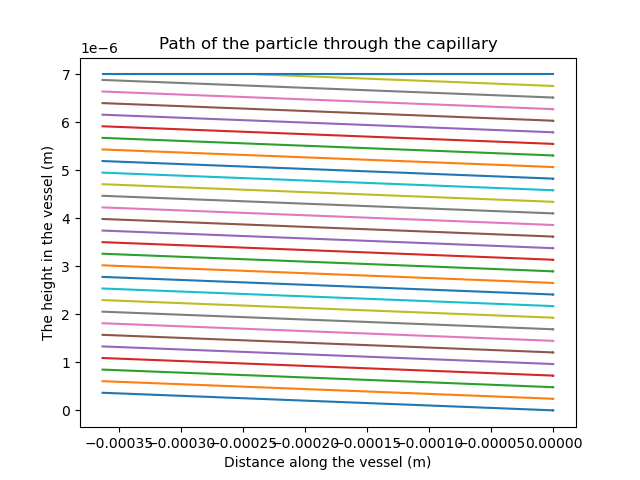 Path of the particle through the capillary
1e−6
7
6
5
4
3
2
1
0
The height in the vessel (m)
−0.00035 −0.00030 −0.00025 −0.00020 −0.00015 −0.00010 −0.00005 0.00000
Distance along the vessel (m)